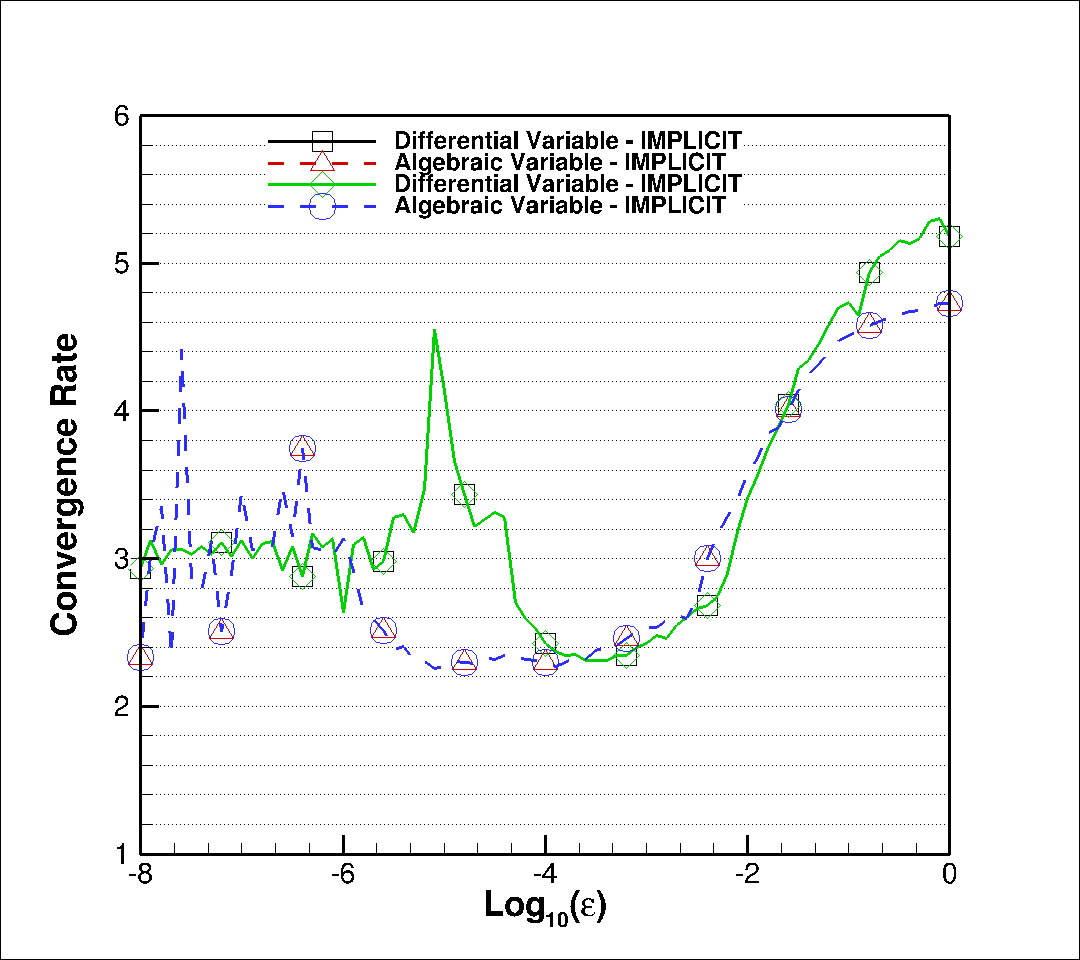 6
5
4
3
2
1
Convergence Rate
Differential Variable - IMPLICIT
Algebraic Variable - IMPLICIT
Differential Variable - IMPLICIT
Algebraic Variable - IMPLICIT
-8 -6 -4 -2 0
Log10(ε)